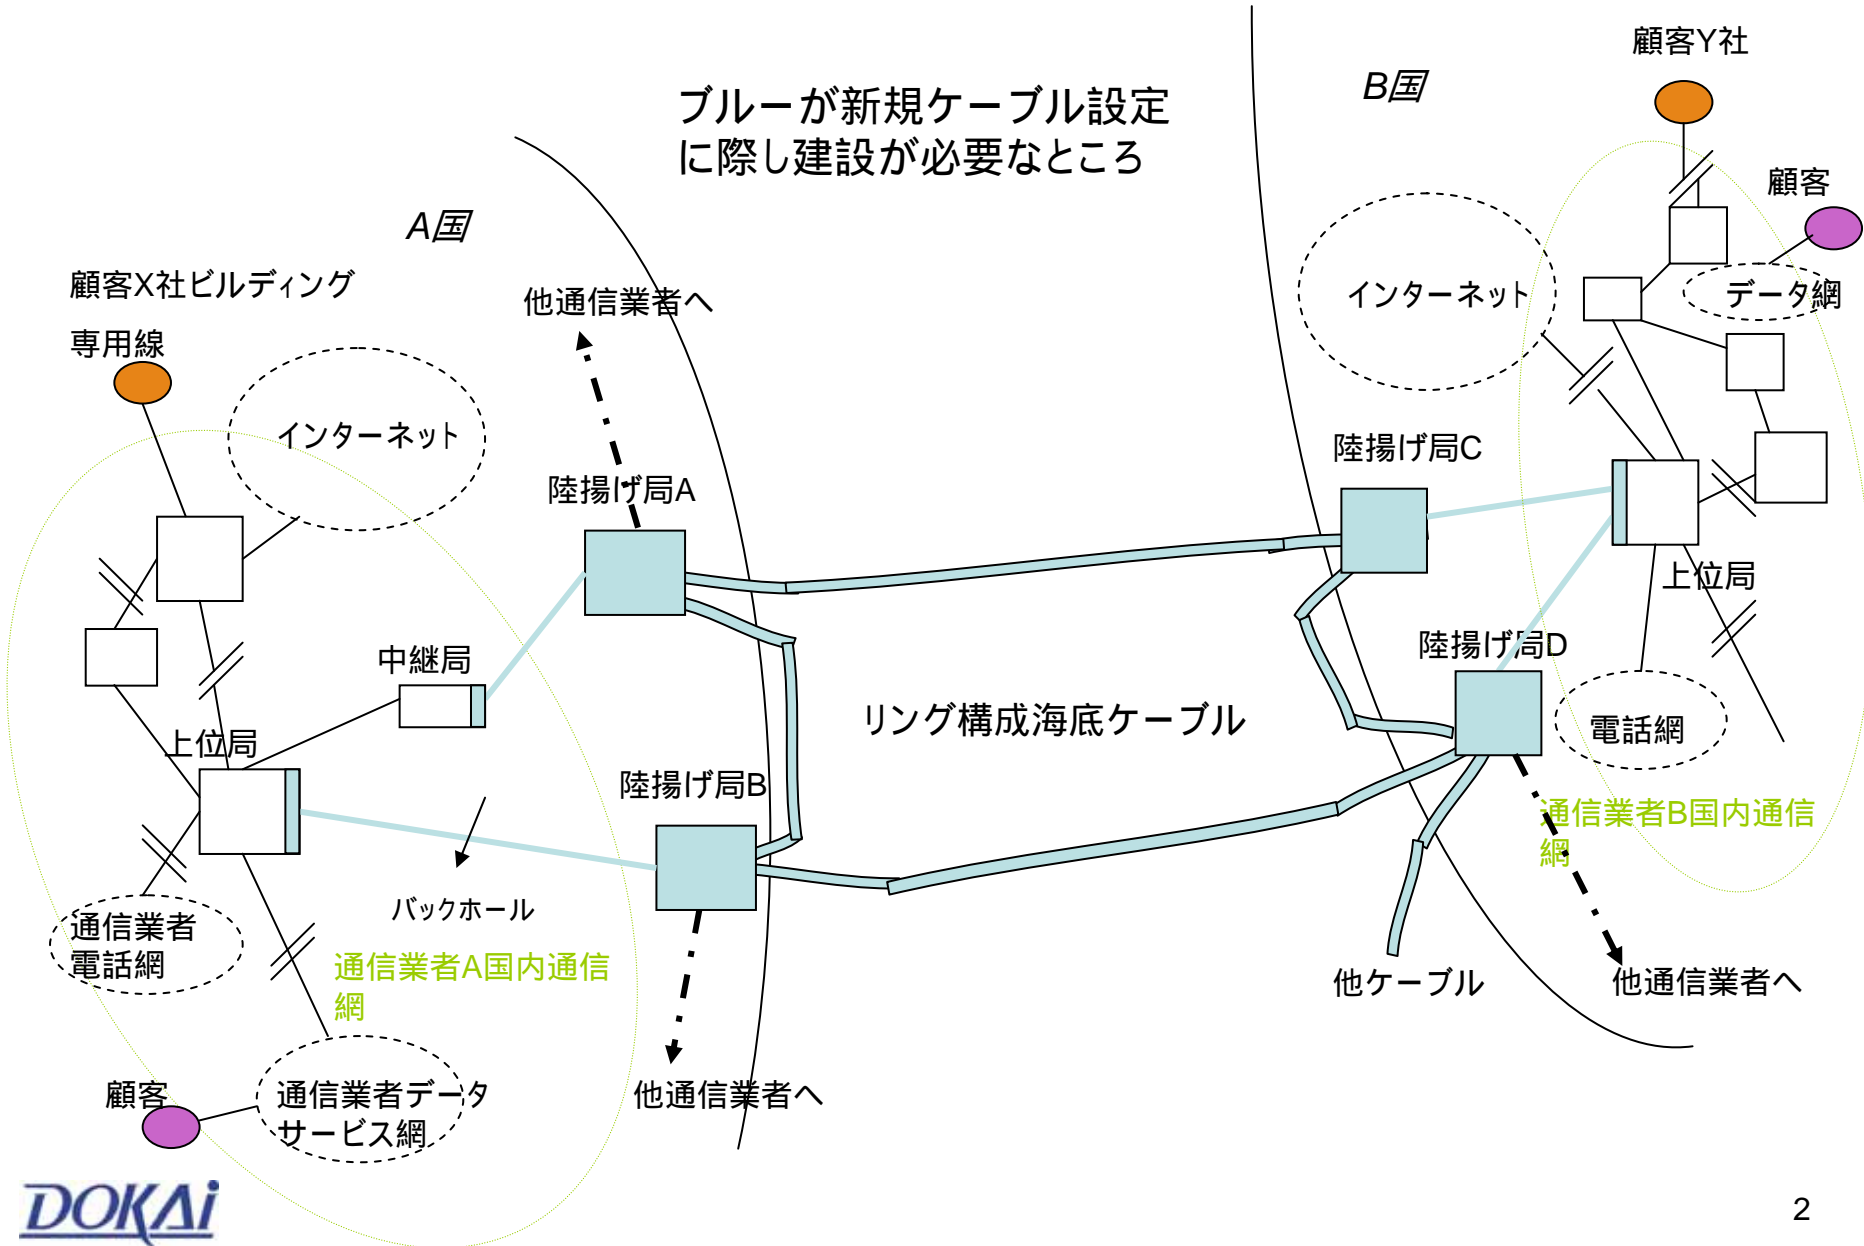 顧客Y社
B国
ブルーが新規ケーブル設定
に際し建設が必要なところ
顧客
A国
顧客X社ビルディング
他通信業者へ
インターネット
データ網
専用線
インターネット
陸揚げ局C
陸揚げ局A
上位局
中継局
陸揚げ局D
リング構成海底ケーブル
電話網
上位局
陸揚げ局B
通信業者B国内通信
網
バックホール
通信業者
電話網
通信業者A国内通信
網
他ケーブル
他通信業者へ
顧客
通信業者データ
サービス網
他通信業者へ
DOKAi
2